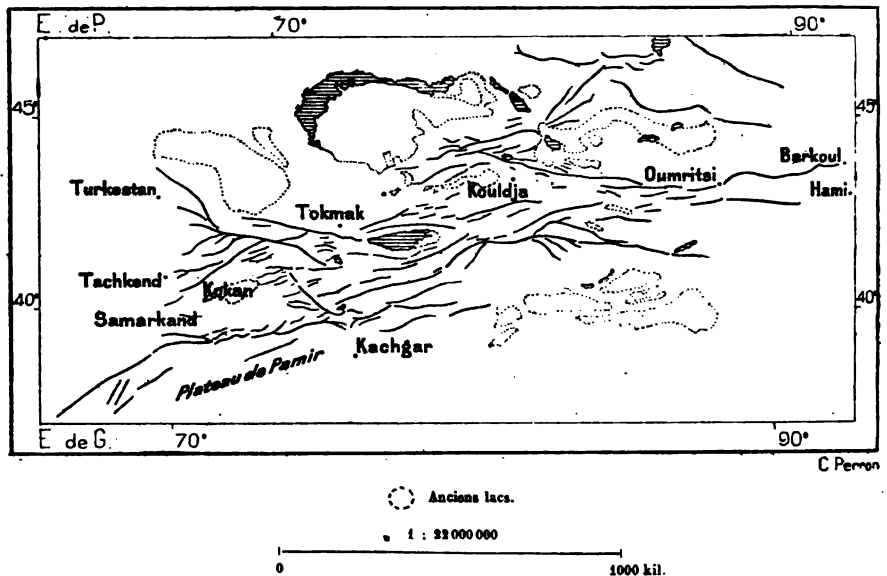 E. de P. 70° 90°
45° 45°
Barkoul.
Turkestan
Oumritsi
Kouldja
Hami.
Tokmak
Tachkend
Kokan
40° 40°
Samarkand
Kachgar
Plateau de Pamir
E de G. 70° 90°
C Perron
Anciens lacs.
1 : 22 000 000
0 1000 kil.